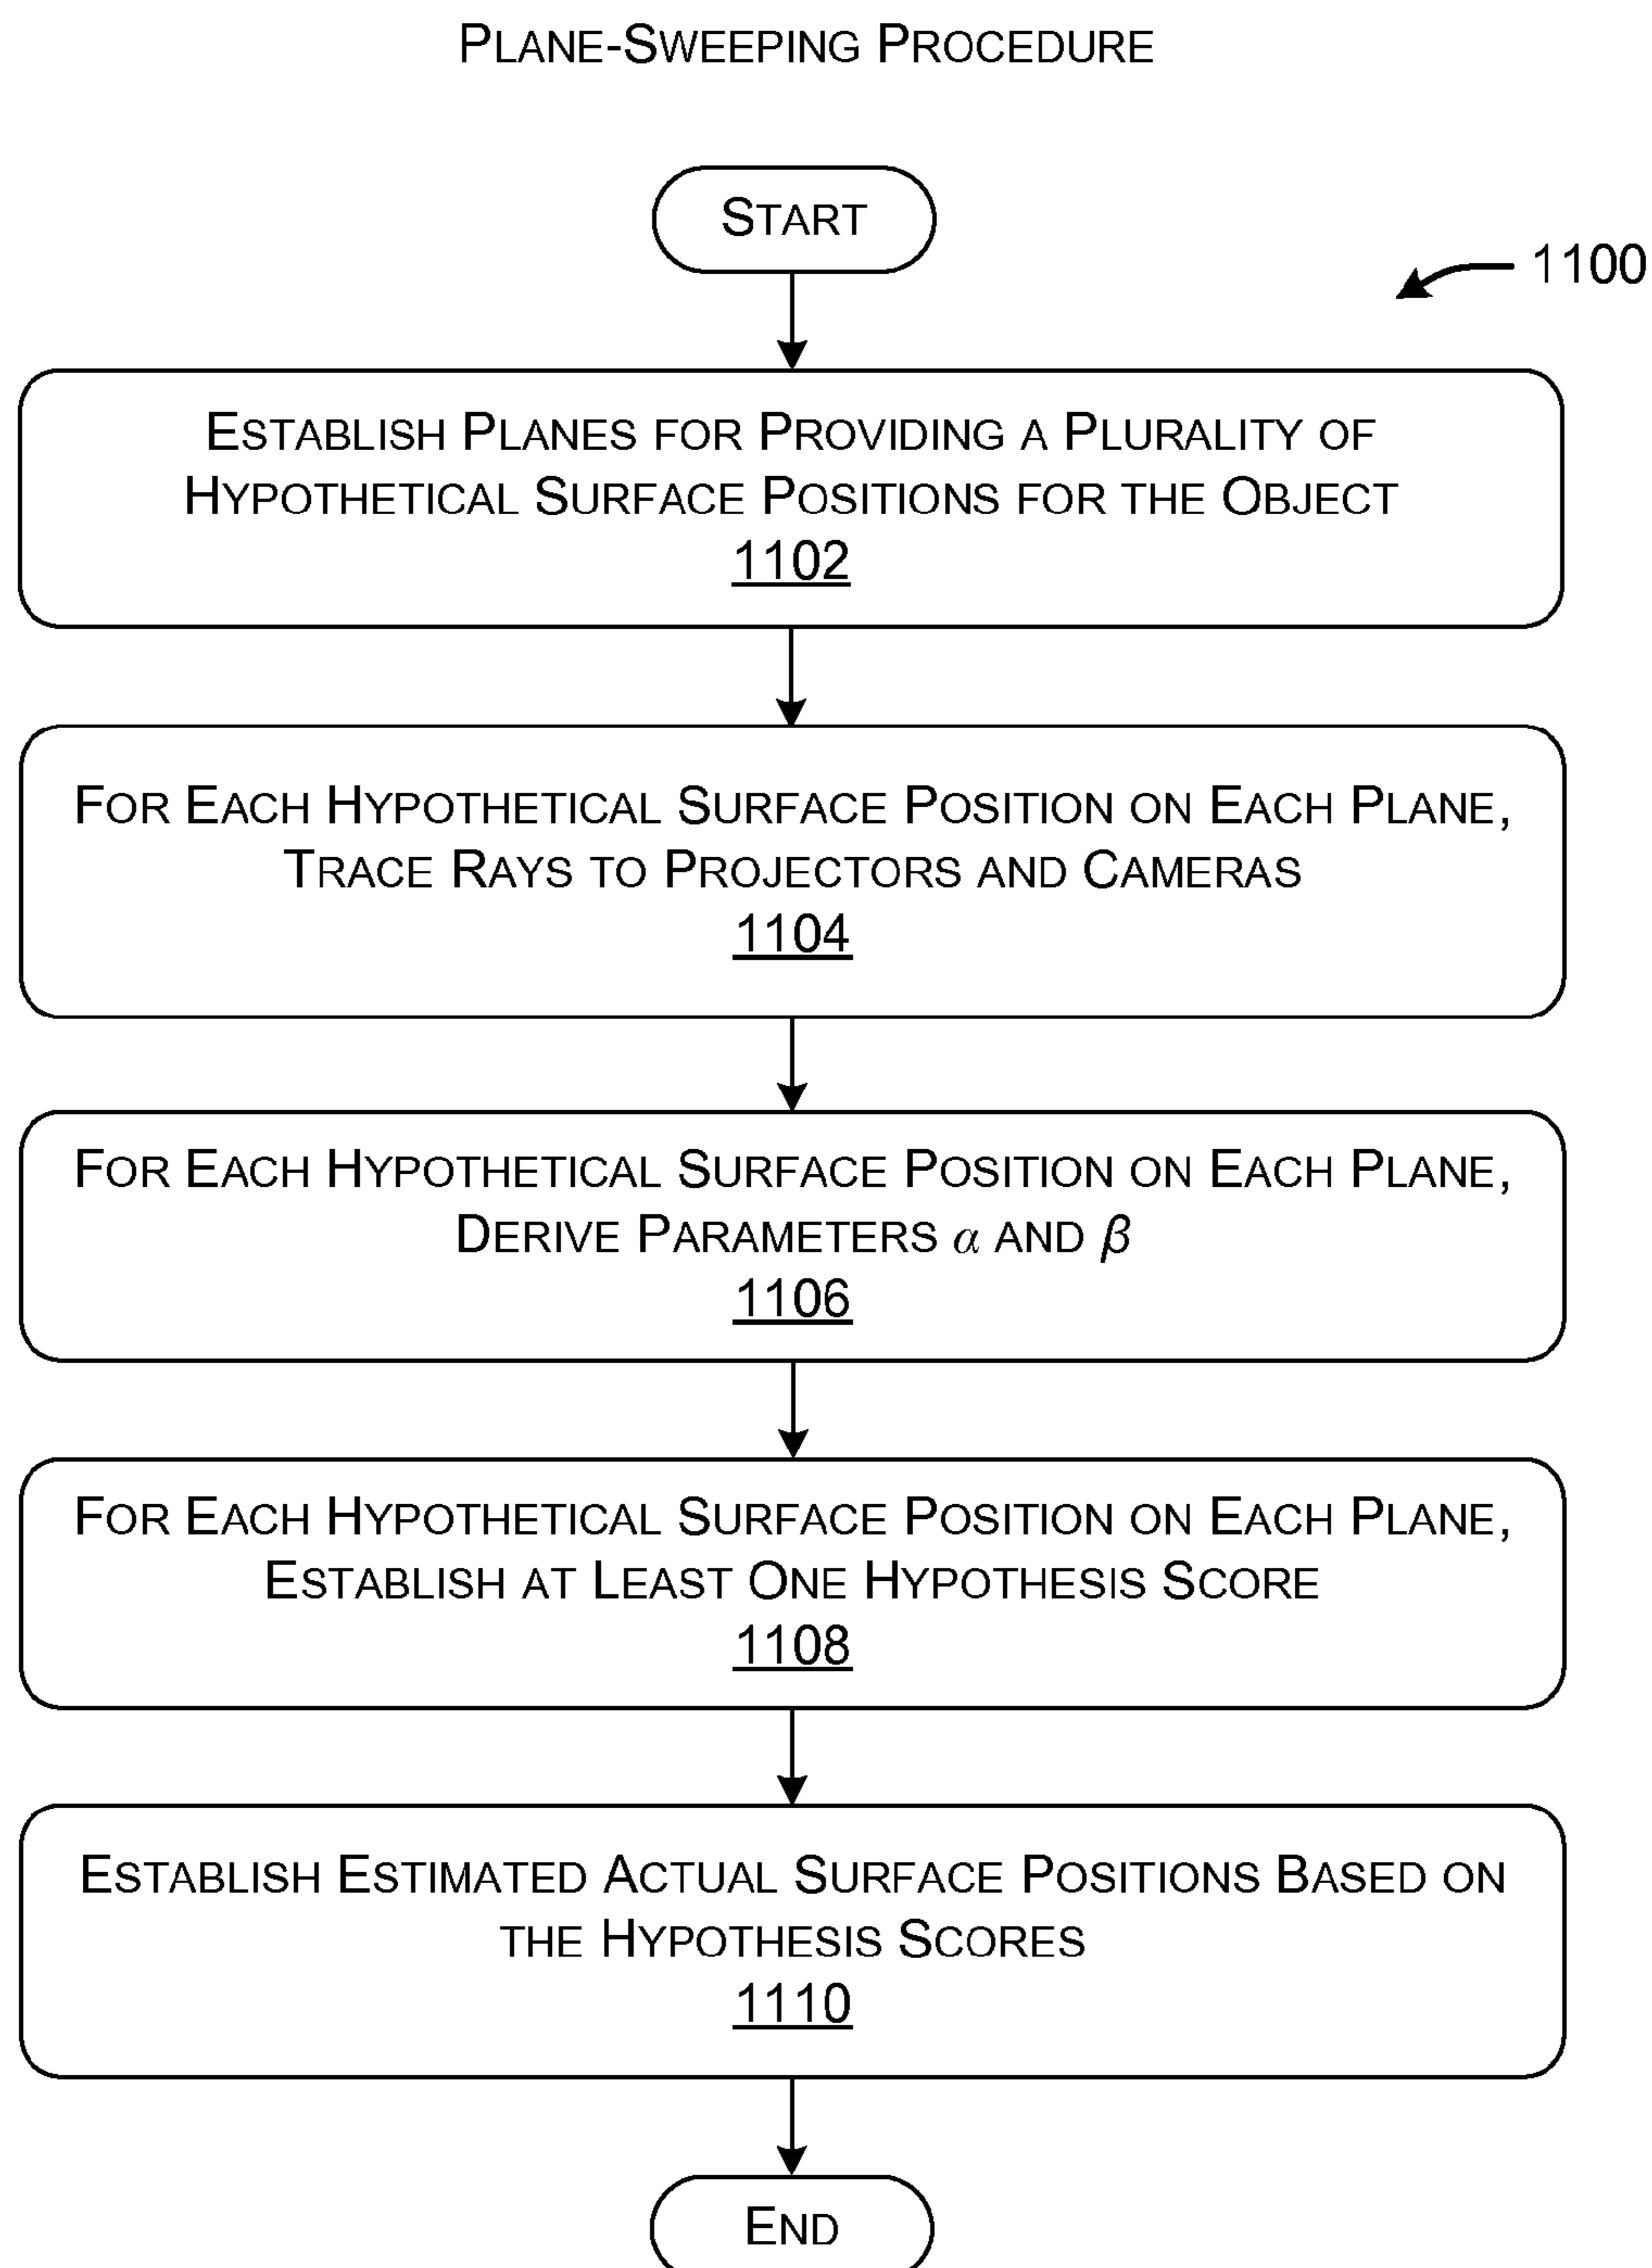 PLANE-SWEEPING PROCEDURE
START
1100
ESTABLISH PLANES FOR PROVIDING A PLURALITY OF
HYPOTHETICAL SURFACE POSITIONS FOR THE OBJECT
1102
FOR EACH HYPOTHETICAL SURFACE POSITION ON EACH PLANE,
TRACE RAYS TO PROJECTORS AND CAMERAS
1104
FOR EACH HYPOTHETICAL SURFACE POSITION ON EACH PLANE,
DERIVE PARAMETERS α AND β
1106
FOR EACH HYPOTHETICAL SURFACE POSITION ON EACH PLANE,
ESTABLISH AT LEAST ONE HYPOTHESIS SCORE
1108
ESTABLISH ESTIMATED ACTUAL SURFACE POSITIONS BASED ON
THE HYPOTHESIS SCORES
1110
END